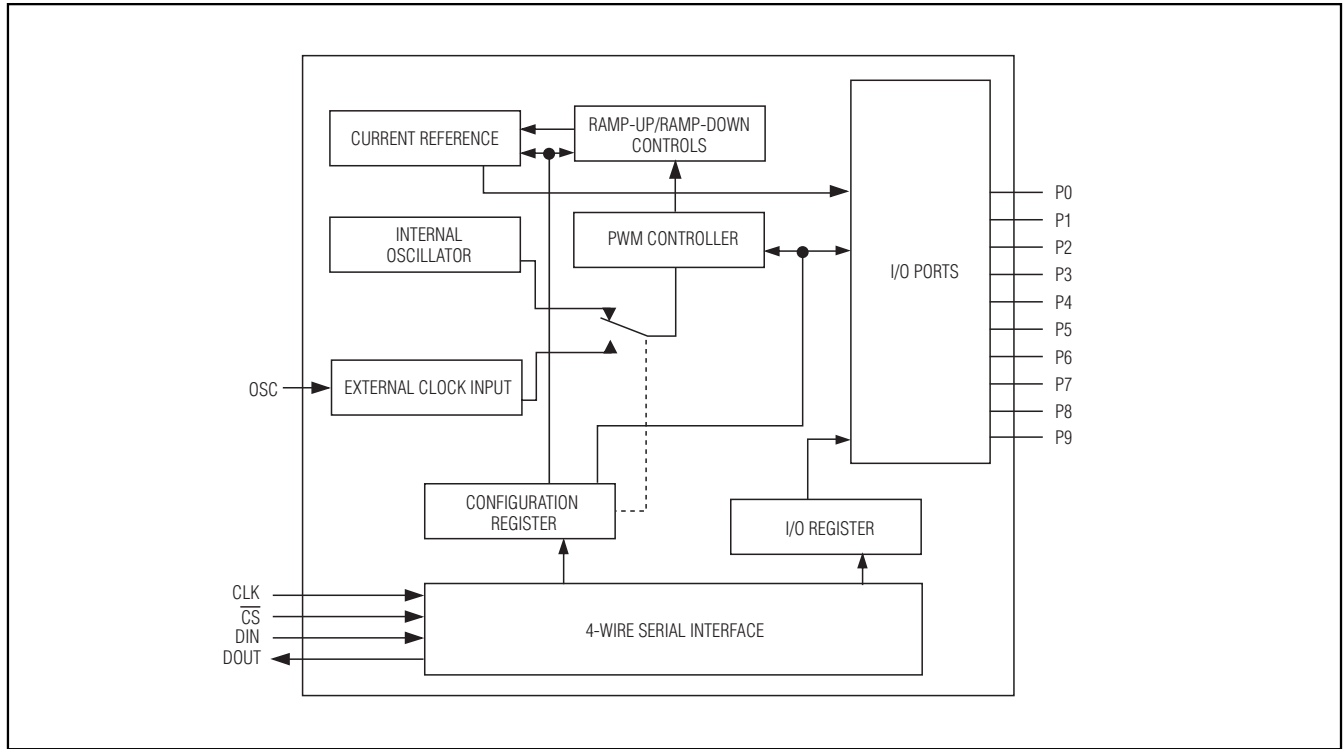 CURRENT REFERENCE
RAMP-UP/RAMP-DOWN
CONTROLS
INTERNAL
OSCILLATOR
PWM CONTROLLER
I/O PORTS
P0
P1
P2
P3
P4
P5
P6
P7
P8
P9
OSC
EXTERNAL CLOCK INPUT
CONFIGURATION
REGISTER
I/O REGISTER
CLK
C̅S̅
DIN
DOUT
4-WIRE SERIAL INTERFACE